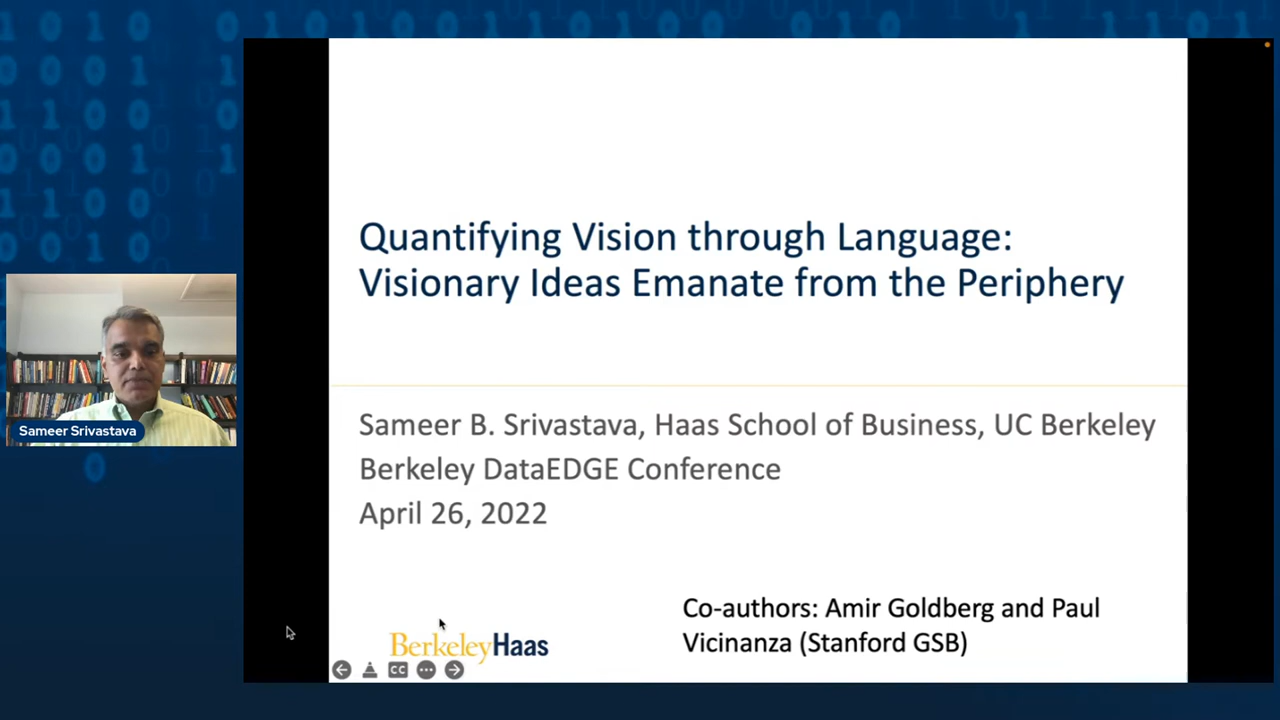 Quantifying Vision through Language:
Visionary Ideas Emanate from the Periphery
Sameer B. Srivastava, Haas School of Business, UC Berkeley
Berkeley DataEDGE Conference
April 26, 2022
Co-authors: Amir Goldberg and Paul
Vicinanza (Stanford GSB)
BerkeleyHaas
CC
Sameer Srivastava